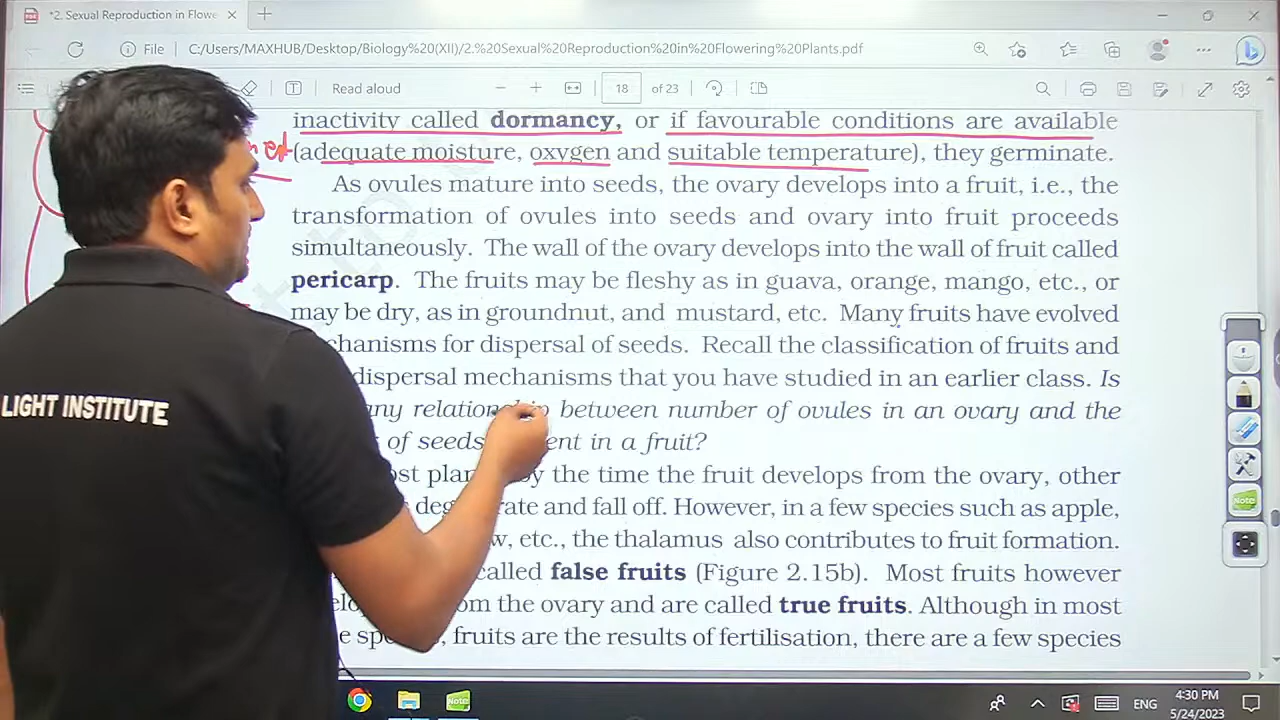 *2. Sexual Reproduction in Flowe
File C:/Users/MAXHUB/Desktop/Biology%20(XII)/2.%20Sexual%20Reproduction%20in%20Flowering%20Plants.pdf
Read aloud 18 of 23
inactivity called dormancy, or if favourable conditions are available
(adequate moisture, oxygen and suitable temperature), they germinate.
As ovules mature into seeds, the ovary develops into a fruit, i.e., the
transformation of ovules into seeds and ovary into fruit proceeds
simultaneously. The wall of the ovary develops into the wall of fruit called
pericarp. The fruits may be fleshy as in guava, orange, mango, etc., or
may be dry, as in groundnut, and mustard, etc. Many fruits have evolved
chanisms for dispersal of seeds. Recall the classification of fruits and
dispersal mechanisms that you have studied in an earlier class. Is
any relationship between number of ovules in an ovary and the
of seeds present in a fruit?
ost plants, by the time the fruit develops from the ovary, other
degenerate and fall off. However, in a few species such as apple,
w, etc., the thalamus also contributes to fruit formation.
called false fruits (Figure 2.15b). Most fruits however
from the ovary and are called true fruits. Although in most
species, fruits are the results of fertilisation, there are a few species
LIGHT INSTITUTE
Note
Note
ENG
4:30 PM
5/24/2023